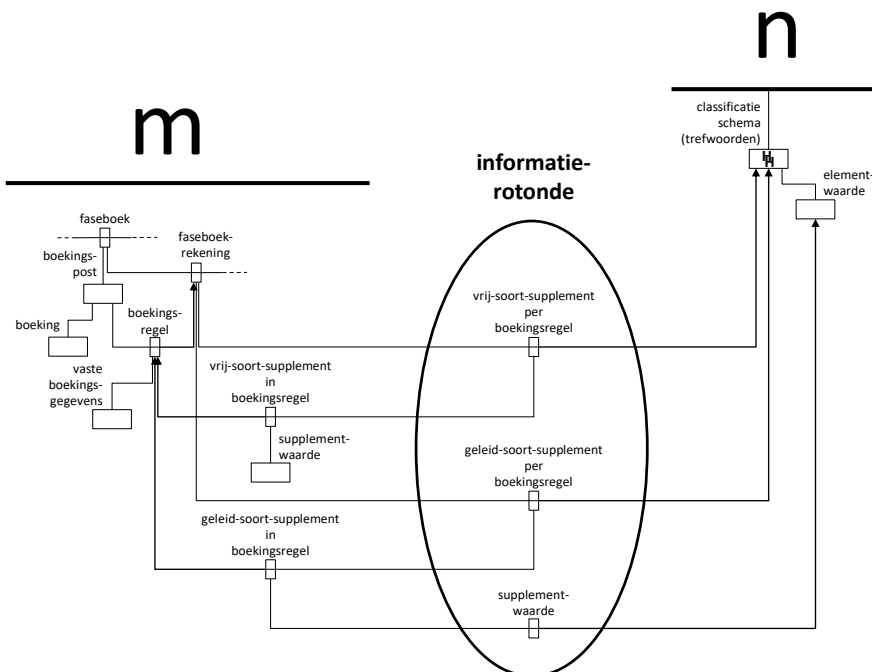 n
classificatie
schema
(trefwoorden)
element-
waarde
m
informatie-
rotonde
faseboek
faseboek-
rekening
boekings-
post
boeking
boekings-
regel
vaste
boekings-
gegevens
vrij-soort-supplement
per
boekingsregel
vrij-soort-supplement
in
boekingsregel
supplement-
waarde
geleid-soort-supplement
per
boekingsregel
geleid-soort-supplement
in
boekingsregel
supplement-
waarde